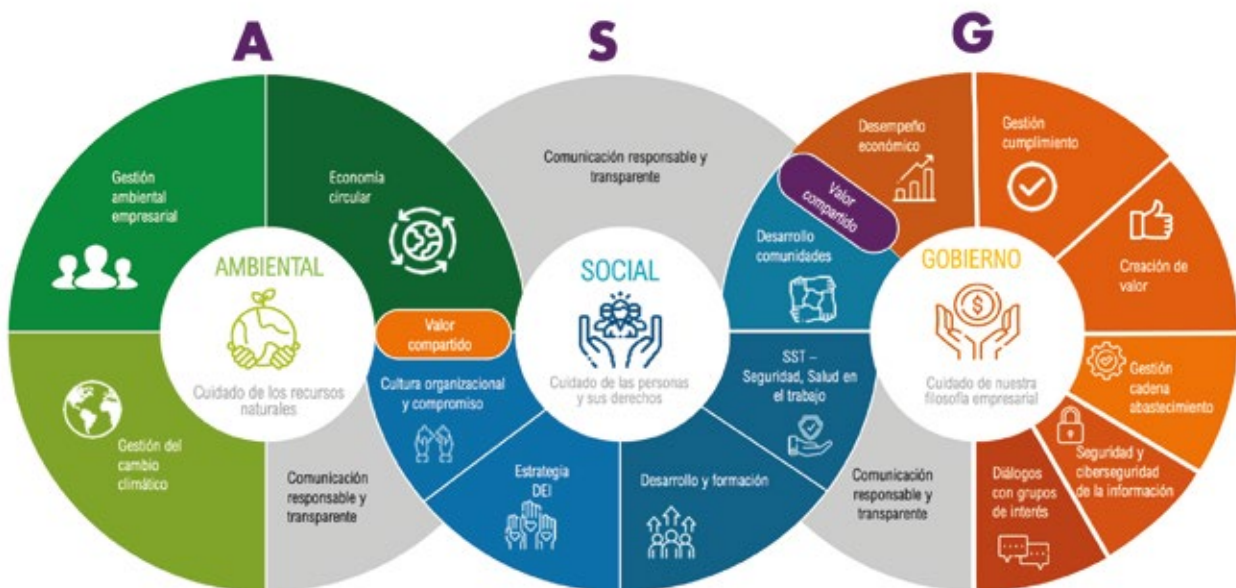 A
S
G
Gestión
ambiental
empresarial
Economía
circular
AMBIENTAL
Cuidado de los recursos
naturales
Gestión del
cambio
climático
Comunicación
responsable y
transparente
Valor
compartido
Comunicación responsable y
transparente
SOCIAL
Cuidado de las personas
y sus derechos
Cultura organizacional
y compromiso
Estrategia
DEI
Desarrollo y formación
SST –
Seguridad, Salud en
el trabajo
Desarrollo
comunidades
Valor
compartido
Desempeño
económico
Gestión
cumplimiento
Creación de
valor
GOBIERNO
Cuidado de nuestra
filosofía empresarial
Gestión
cadena
abastecimiento
Seguridad y
ciberseguridad
de la información
Diálogos
con grupos
de interés
Comunicación
responsable y
transparente